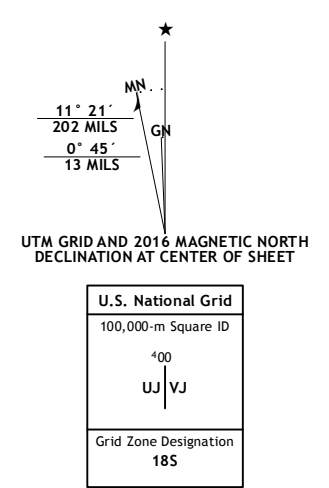 ★
MN
11° 21´
202 MILS
GN
0° 45´
13 MILS
UTM GRID AND 2016 MAGNETIC NORTH
DECLINATION AT CENTER OF SHEET
U.S. National Grid
100,000-m Square ID
⁴00
UJ VJ
Grid Zone Designation
18S